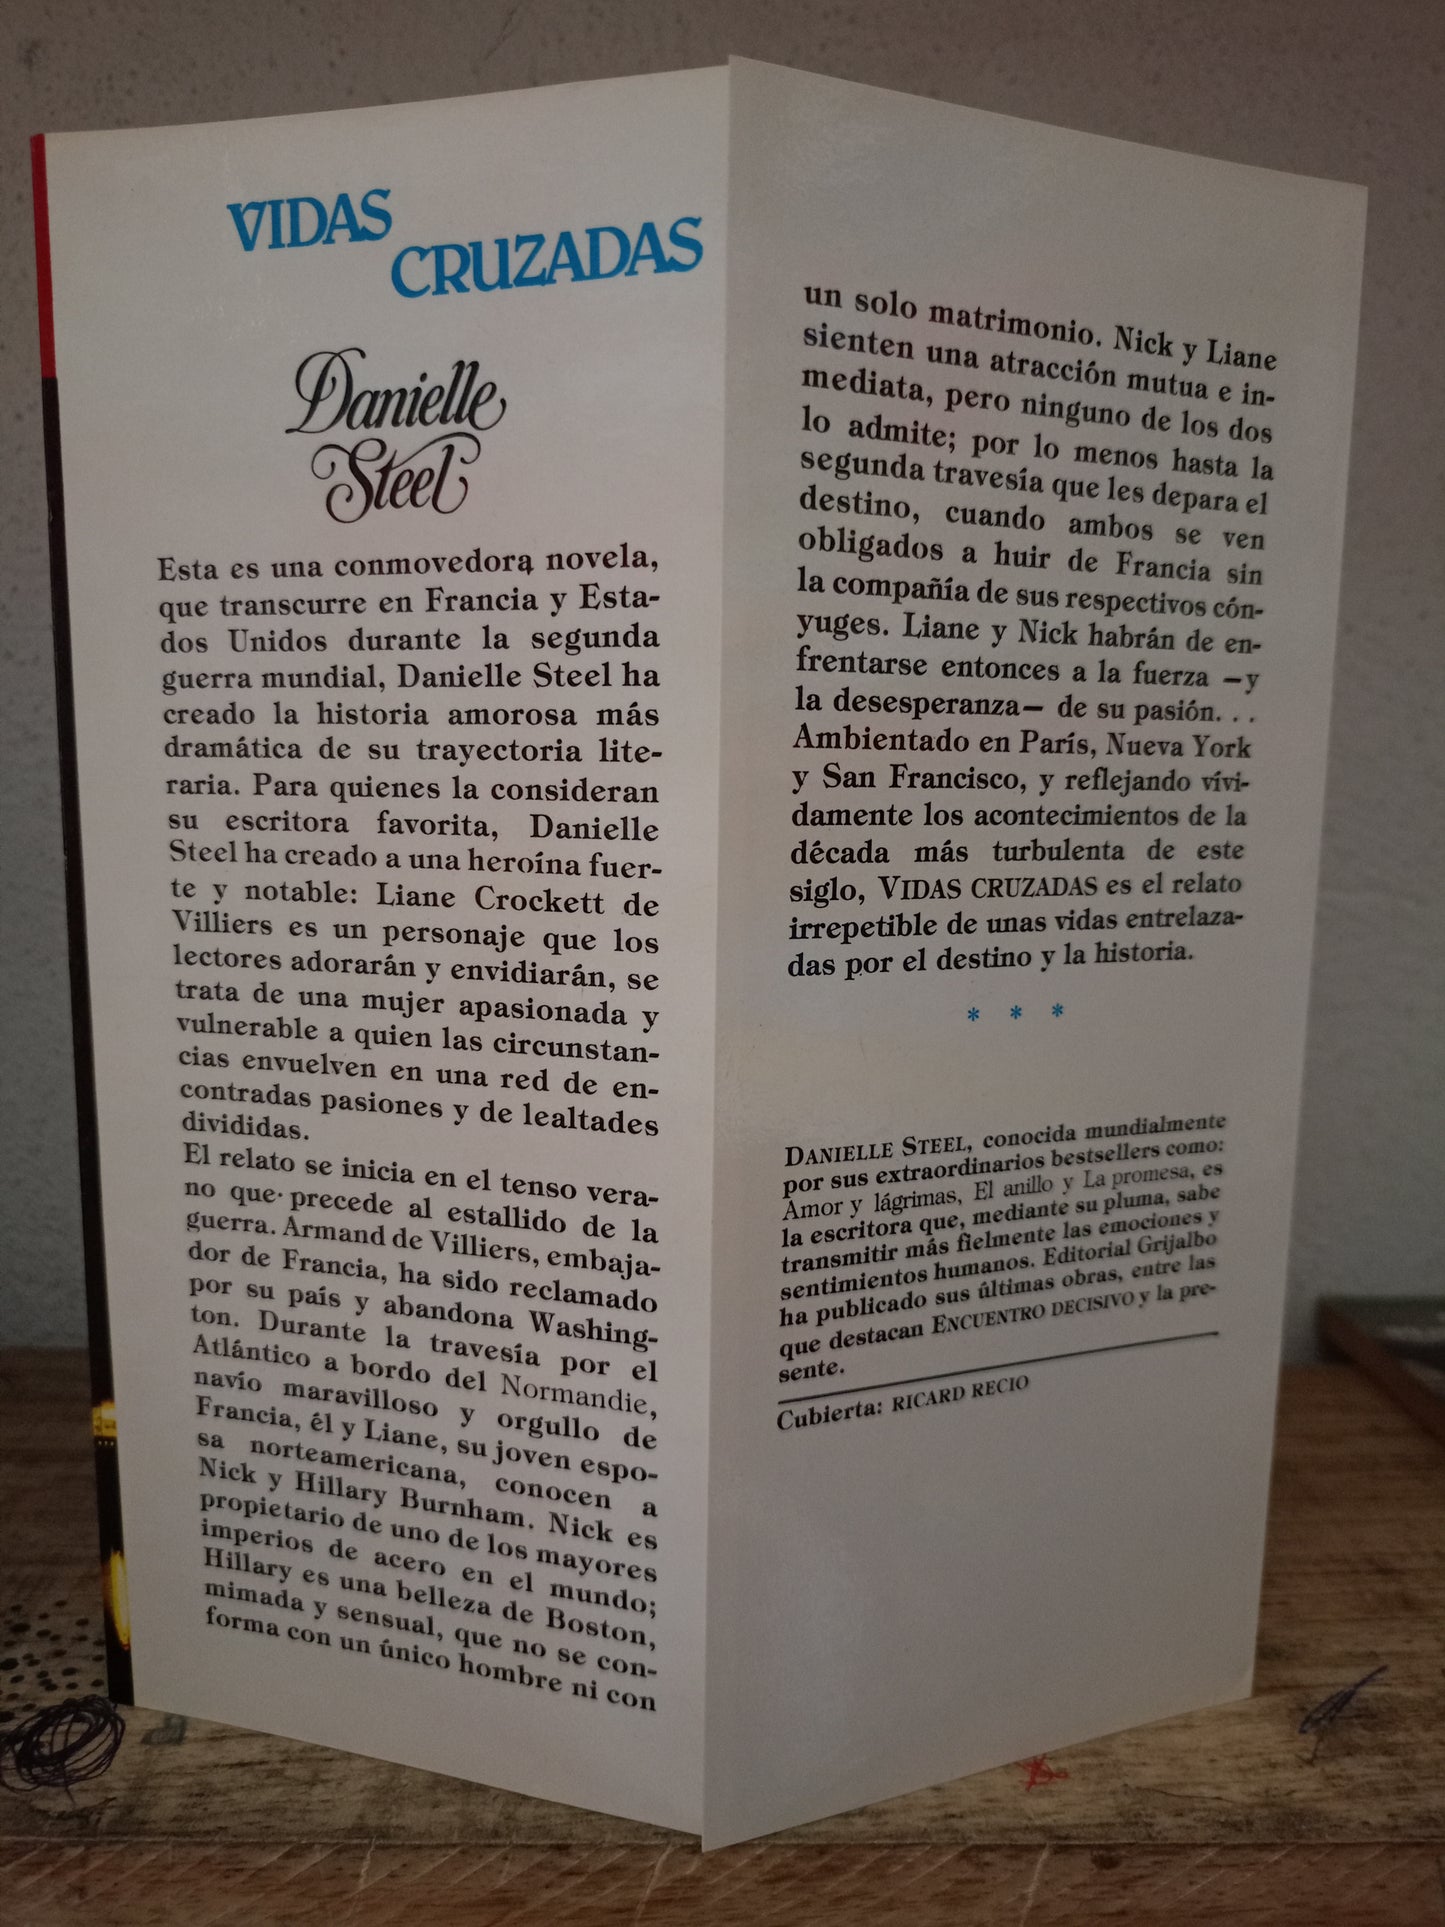 VIDAS
CRUZADAS
Danielle
Steel
Esta es una conmovedora novela,
que transcurre en Francia y Esta-
dos Unidos durante la segunda
guerra mundial, Danielle Steel ha
creado la historia amorosa más
dramática de su trayectoria lite-
raria. Para quienes la consideran
su escritora favorita, Danielle
Steel ha creado a una heroína fuer-
te y notable: Liane Crockett de
Villiers es un personaje que los
lectores adorarán y envidiarán, se
trata de una mujer apasionada y
vulnerable a quien las circunstan-
cias envuelven en una red de en-
contradas pasiones y de lealtades
divididas.
El relato se inicia en el tenso vera-
no que precede al estallido de la
guerra. Armand de Villiers, embaja-
dor de Francia, ha sido reclamado
por su país y abandona Washing-
ton. Durante la travesía por el
Atlántico a bordo del Normandie,
navío maravilloso y orgullo de
Francia, él y Liane, su joven espo-
sa norteamericana, conocen a
Nick y Hillary Burnham. Nick es
propietario de uno de los mayores
imperios de acero en el mundo;
Hillary es una belleza de Boston,
mimada y sensual, que no se con-
forma con un único hombre ni con
un solo matrimonio. Nick y Liane
sienten una atracción mutua e in-
mediata, pero ninguno de los dos
lo admite; por lo menos hasta la
segunda travesía que les depara el
destino, cuando ambos se ven
obligados a huir de Francia sin
la compañía de sus respectivos cón-
yuges. Liane y Nick habrán de en-
frentarse entonces a la fuerza —y
la desesperanza— de su pasión. . .
Ambientado en París, Nueva York
y San Francisco, y reflejando vívi-
damente los acontecimientos de la
década más turbulenta de este
siglo, VIDAS CRUZADAS es el relato
irrepetible de unas vidas entrelaza-
das por el destino y la historia.
* * *
DANIELLE STEEL, conocida mundialmente
por sus extraordinarios bestsellers como:
Amor y lágrimas, El anillo y La promesa, es
la escritora que, mediante su pluma, sabe
transmitir más fielmente las emociones y
sentimientos humanos. Editorial Grijalbo
ha publicado sus últimas obras, entre las
que destacan ENCUENTRO DECISIVO y la pre-
sente.
Cubierta: RICARD RECIO